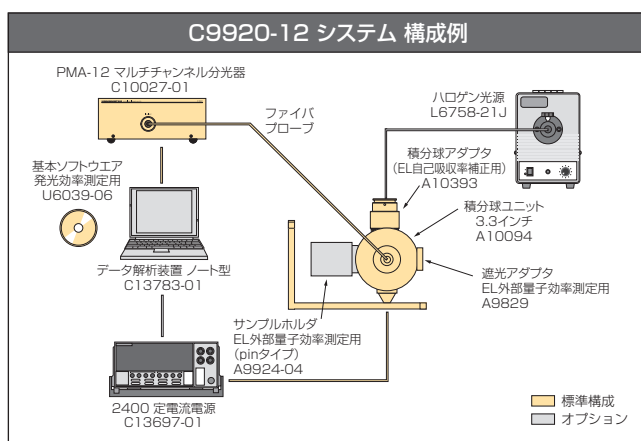 C9920-12 システム 構成例
PMA-12 マルチチャンネル分光器
C10027-01
ファイバ
プローブ
ハロゲン光源
L6758-21J
基本ソフトウエア
発光効率測定用
U6039-06
積分球アダプタ
(EL自己吸収率補正用)
A10393
積分球ユニット
3.3インチ
A10094
データ解析装置 ノート型
C13783-01
遮光アダプタ
EL外部量子効率測定用
A9829
サンプルホルダ
EL外部量子効率測定用
(pinタイプ)
A9924-04
2400 定電流電源
C13697-01
標準構成
オプション